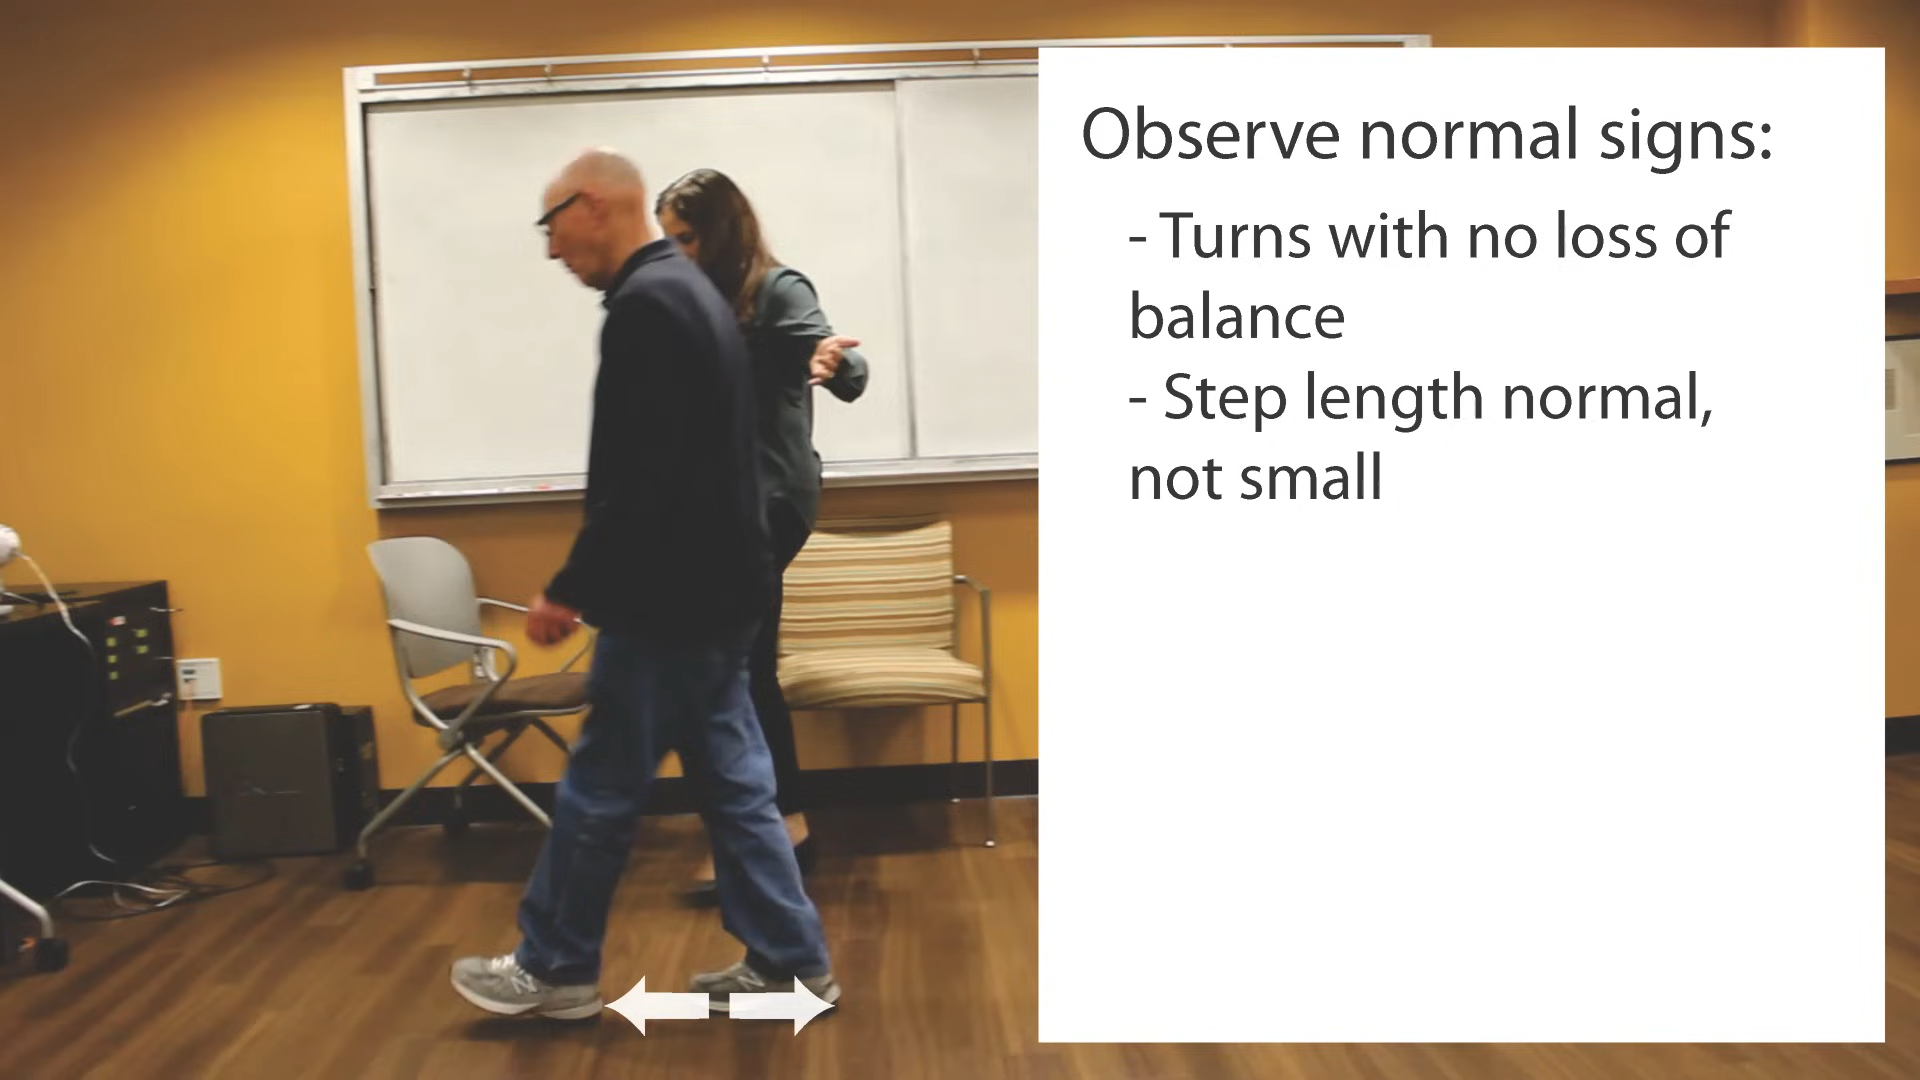 Observe normal signs:
- Turns with no loss of
balance
- Step length normal,
not small